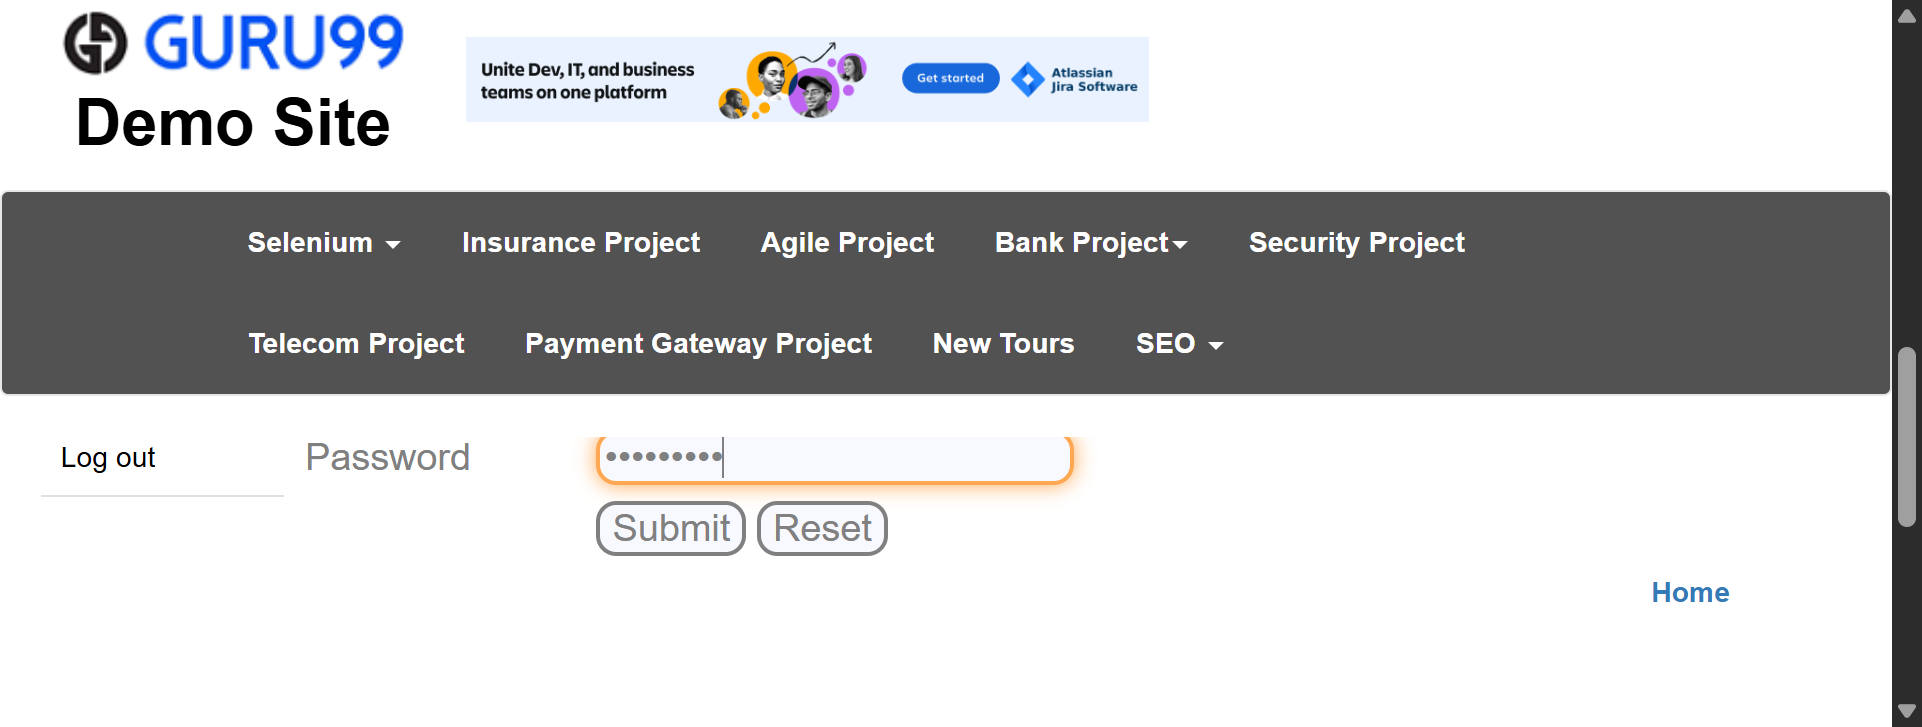 GURU99
Demo Site
Unite Dev, IT, and business
teams on one platform
Get started
Atlassian
Jira Software
Selenium
Insurance Project
Agile Project
Bank Project
Security Project
Telecom Project
Payment Gateway Project
New Tours
SEO
Log out
Password
•••••••••
Submit
Reset
Home